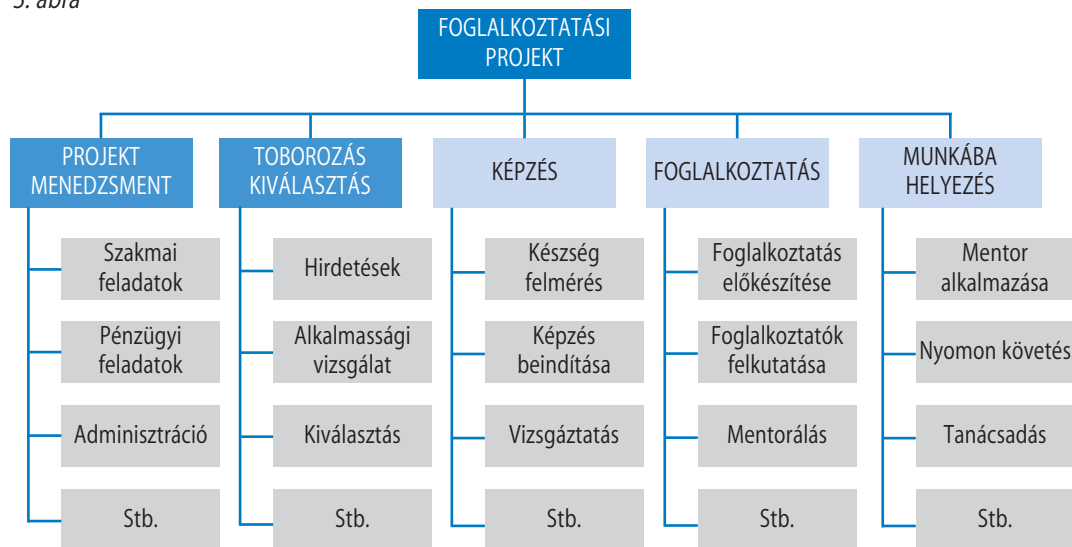 5. ábra
FOGLALKOZTATÁSI
PROJEKT
PROJEKT
MENEDZSMENT
TOBOROZÁS
KIVÁLASZTÁS
KÉPZÉS
FOGLALKOZTATÁS
MUNKÁBA
HELYEZÉS
Szakmai
feladatok
Hirdetések
Készség
felmérés
Foglalkoztatás
előkészítése
Mentor
alkalmazása
Pénzügyi
feladatok
Alkalmassági
vizsgálat
Képzés
beindítása
Foglalkoztatók
felkutatása
Nyomon követés
Adminisztráció
Kiválasztás
Vizsgáztatás
Mentorálás
Tanácsadás
Stb.
Stb.
Stb.
Stb.
Stb.